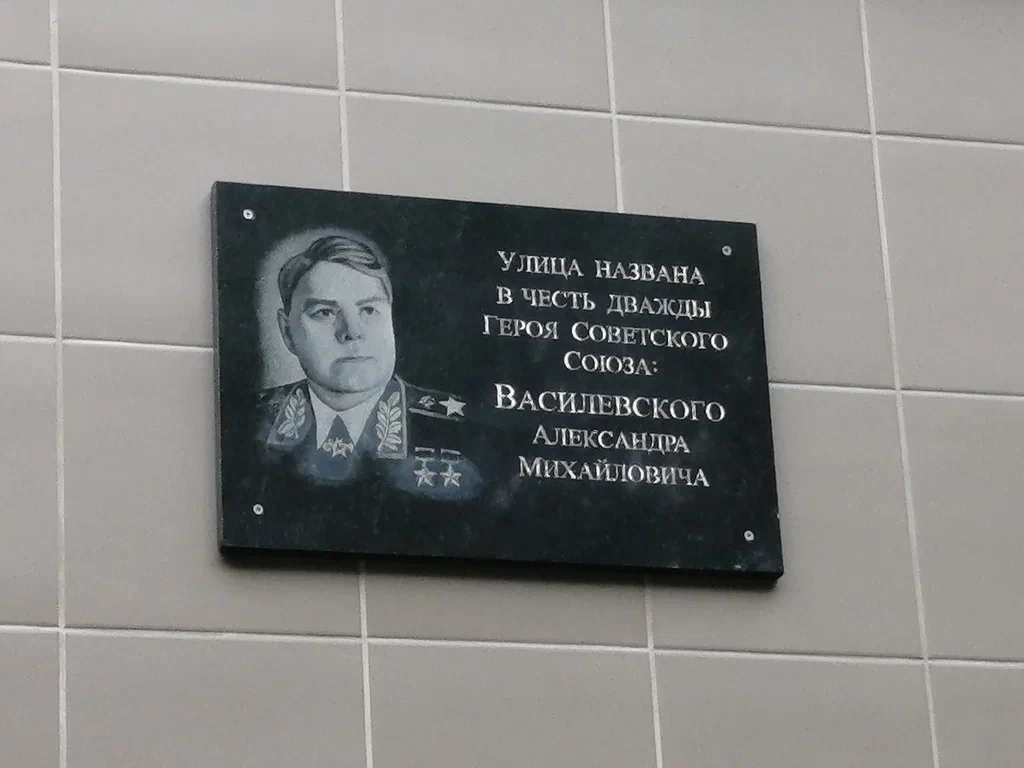 Улица названа
в честь дважды
Героя Советского
Союза:
Василевского
Александра
Михайловича